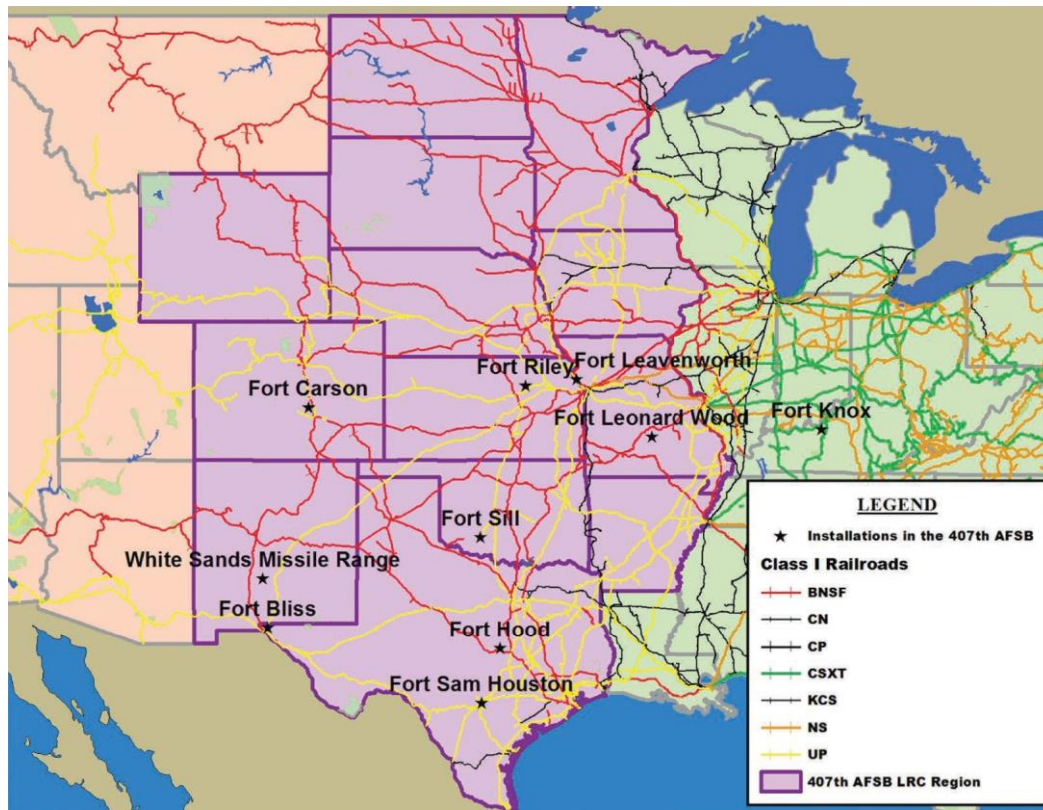 Fort Riley
Fort Leavenworth
Fort Carson
Fort Leonard Wood
Fort Knox
Fort Sill
White Sands Missile Range
Fort Bliss
Fort Hood
Fort Sam Houston
LEGEND
Installations in the 407th AFSB
Class I Railroads
BNSF
CN
CP
CSXT
KCS
NS
UP
407th AFSB LRC Region